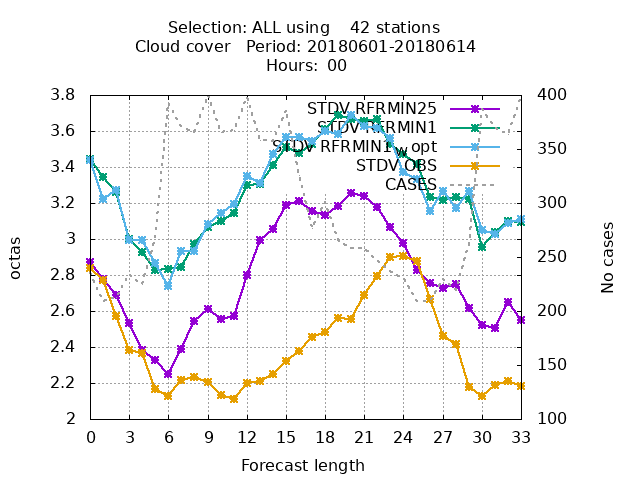 Selection: ALL using    42 stations
Cloud cover   Period: 20180601-20180614
Hours:  00
octas
No cases
3.8
3.6
3.4
3.2
3
2.8
2.6
2.4
2.2
2
400
350
300
250
200
150
100
STDV RFRMIN25
STDV RFRMIN1
STDV RFRMIN1_ opt
STDV OBS
CASES
0 3 6 9 12 15 18 21 24 27 30 33
Forecast length